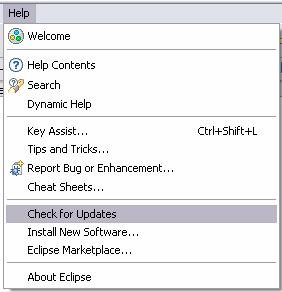 Help
Welcome
Help Contents
Search
Dynamic Help
Key Assist... Ctrl+Shift+L
Tips and Tricks...
Report Bug or Enhancement...
Cheat Sheets...
Check for Updates
Install New Software...
Eclipse Marketplace...
About Eclipse